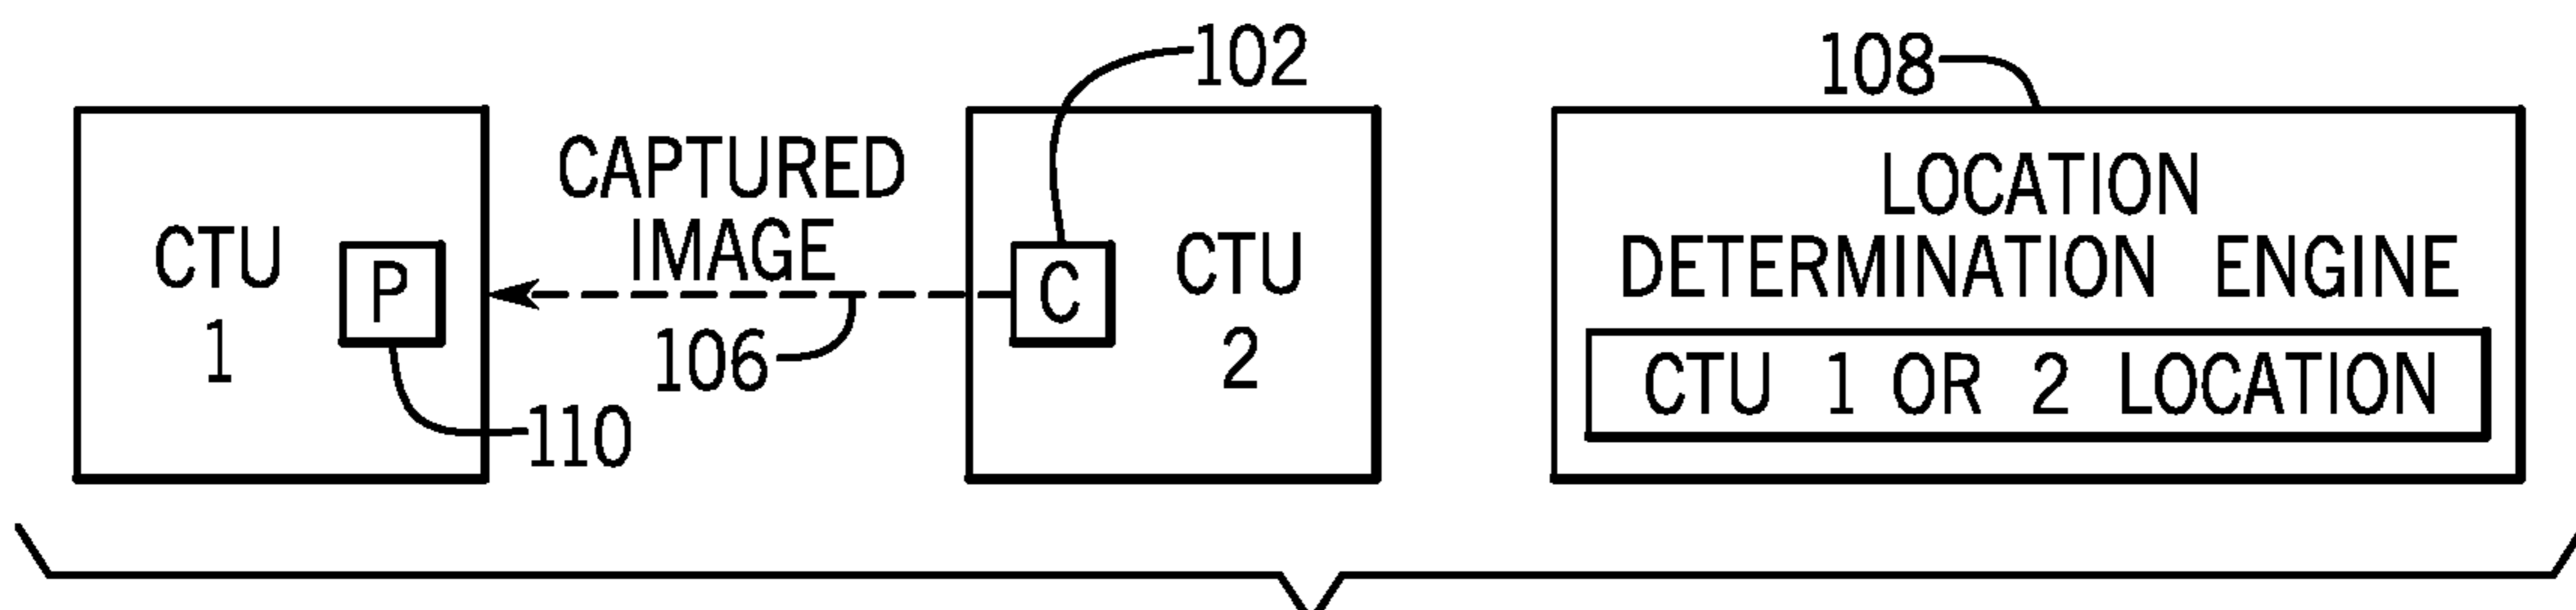 102
108
CTU
1
P
110
CAPTURED
IMAGE
106
C
CTU
2
LOCATION
DETERMINATION ENGINE
CTU 1 OR 2 LOCATION